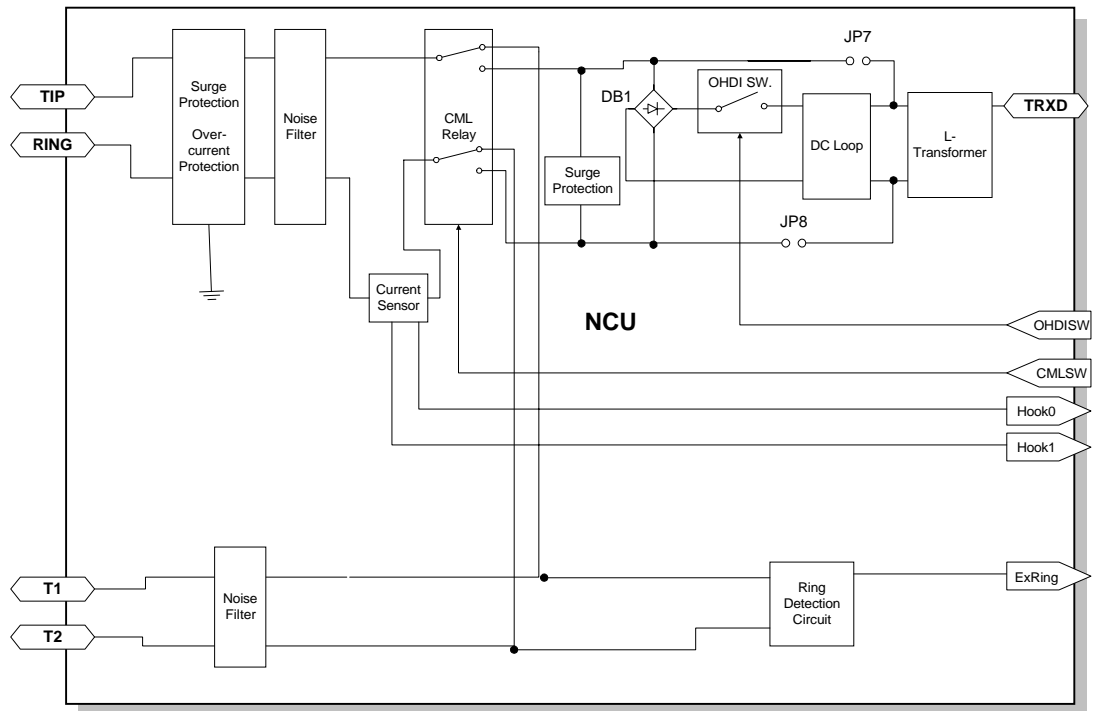 JP7
TIP
Surge
Protection
Over-
current
Protection
Noise
Filter
CML
Relay
DB1
OHDI SW.
TRXD
RING
Surge
Protection
DC Loop
L-
Transformer
JP8
Current
Sensor
NCU
OHDISW
CMLSW
Hook0
Hook1
T1
T2
Noise
Filter
Ring
Detection
Circuit
ExRing